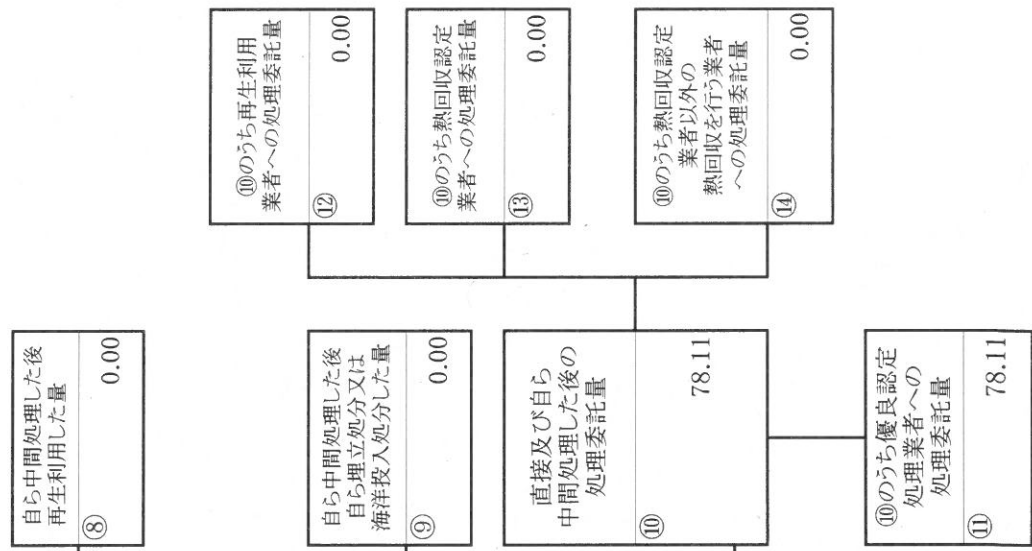 自ら中間処理した後
再生利用した量
⑧
0.00
自ら中間処理した後
自ら埋立処分又は
海洋投入処分した量
⑨
0.00
直接及び自ら
中間処理した後の
処理委託量
⑩
78.11
⑩のうち優良認定
処理業者への
処理委託量
⑪
78.11
⑩のうち再生利用
業者への処理委託量
⑫
0.00
⑩のうち熱回収認定
業者への処理委託量
⑬
0.00
⑩のうち熱回収認定
業者以外の
熱回収を行う業者
への処理委託量
⑭
0.00